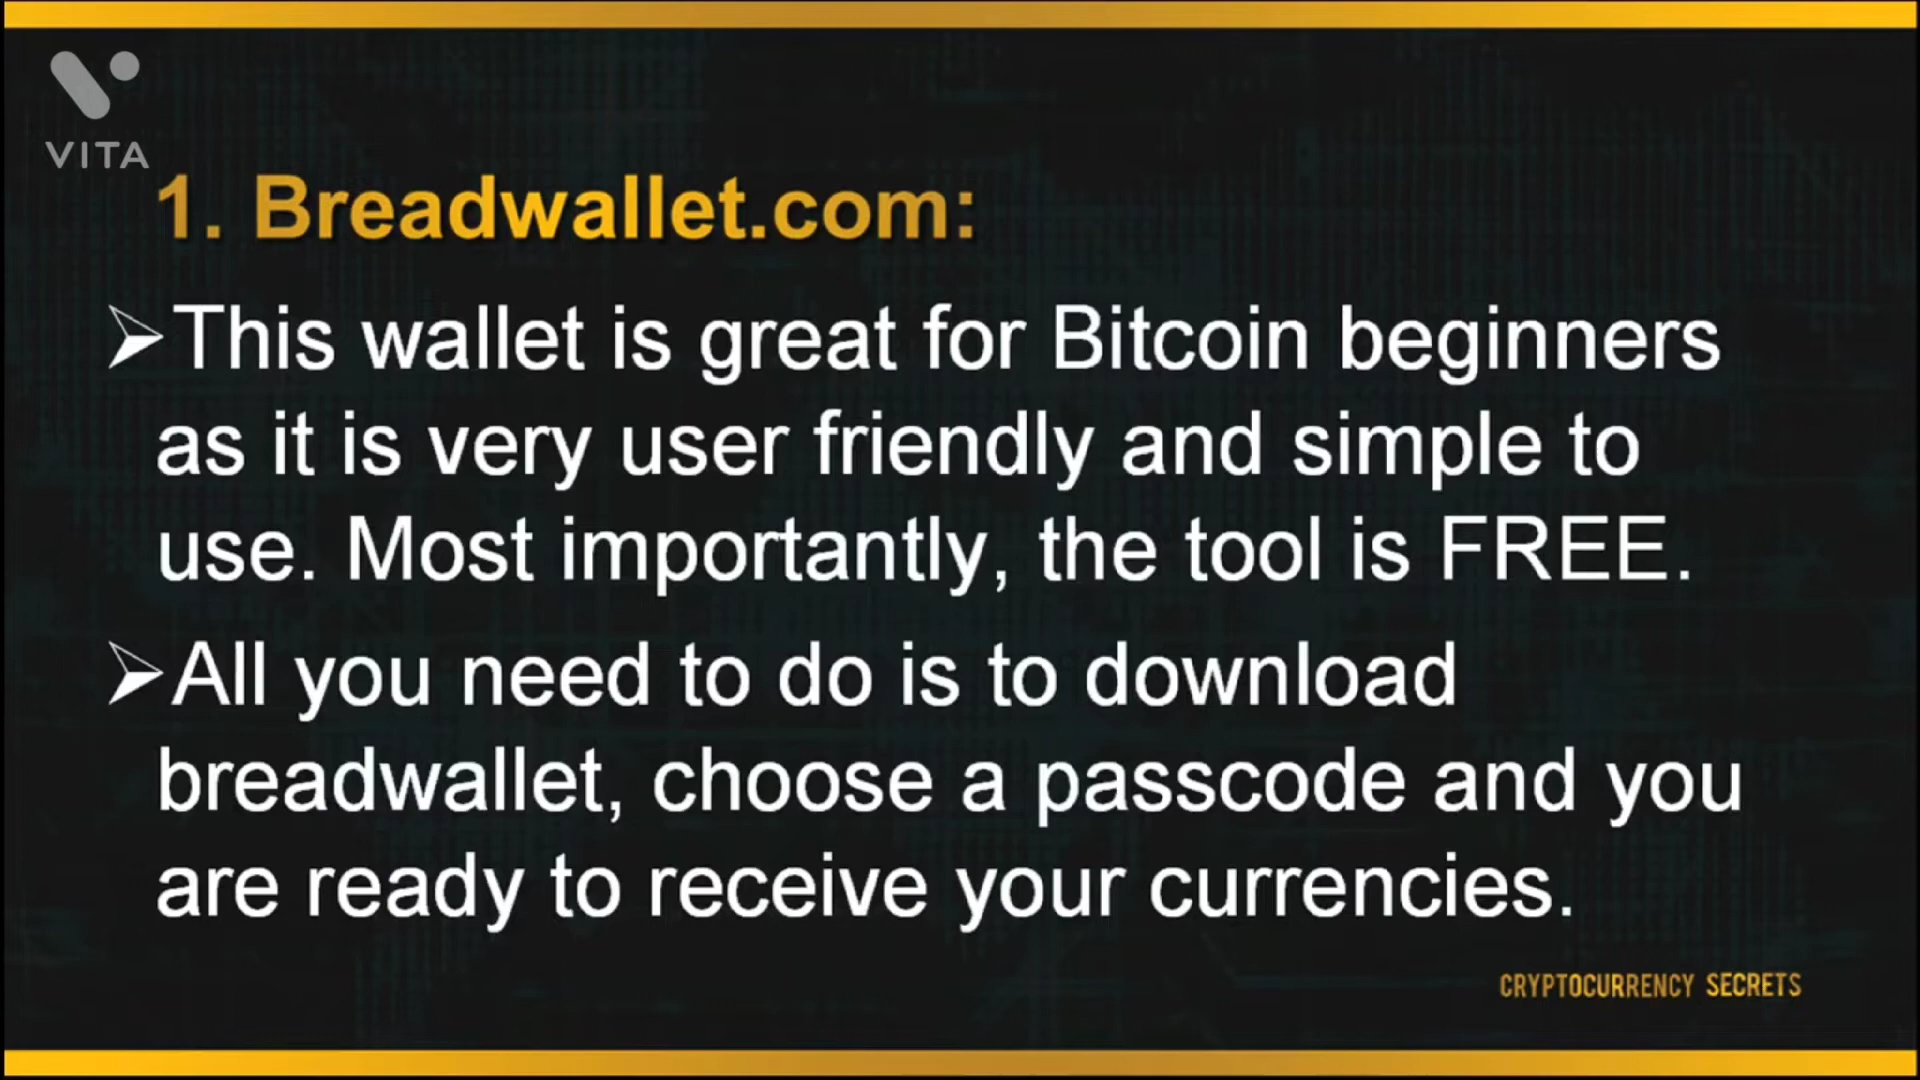 VITA
1. Breadwallet.com:
➢This wallet is great for Bitcoin beginners
as it is very user friendly and simple to
use. Most importantly, the tool is FREE.
➢All you need to do is to download
breadwallet, choose a passcode and you
are ready to receive your currencies.
CRYPTOCURRENCY SECRETS